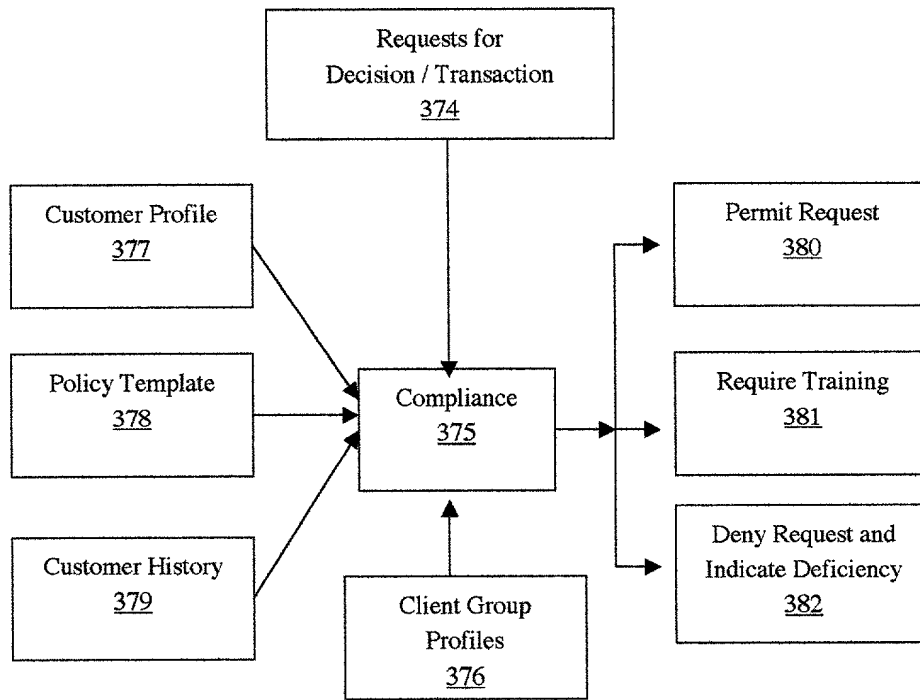 Requests for
Decision / Transaction
374
Customer Profile
377
Policy Template
378
Customer History
379
Compliance
375
Client Group
Profiles
376
Permit Request
380
Require Training
381
Deny Request and
Indicate Deficiency
382